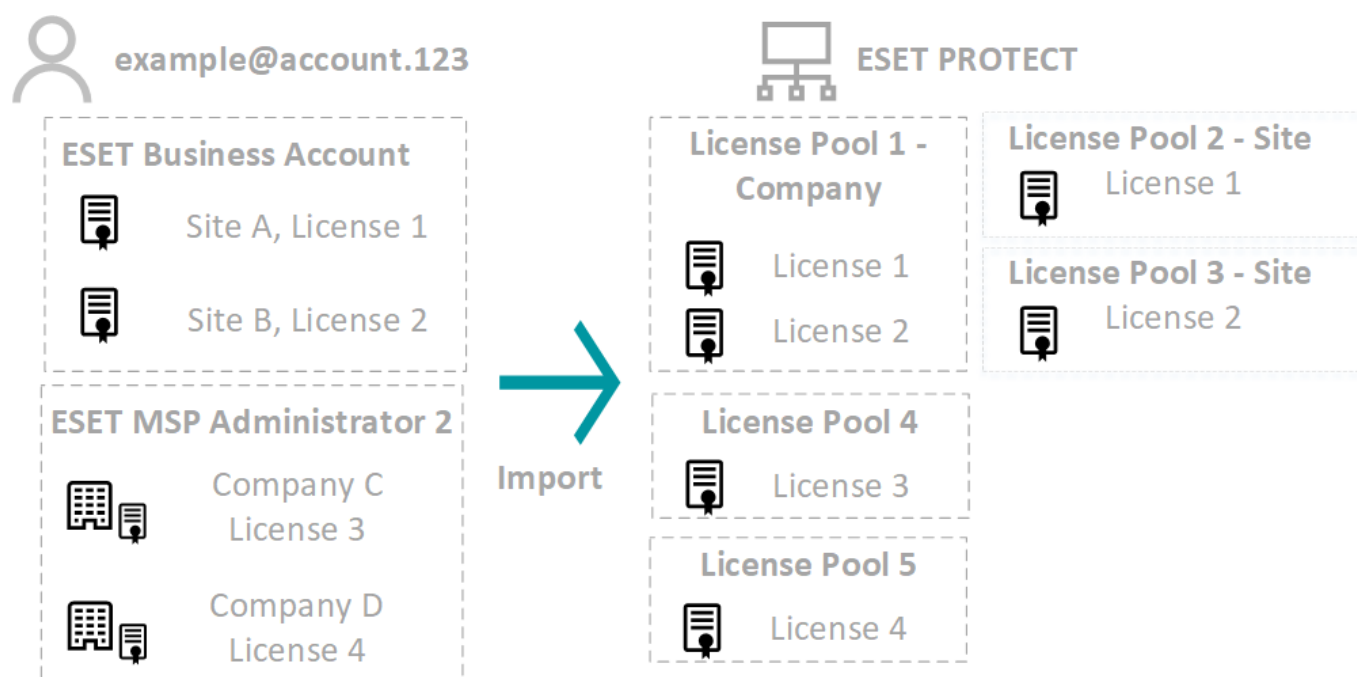 example@account.123
ESET Business Account
Site A, License 1
Site B, License 2
ESET MSP Administrator 2
Company C
License 3
Company D
License 4
Import
ESET PROTECT
License Pool 1 -
Company
License 1
License 2
License Pool 2 - Site
License 1
License Pool 3 - Site
License 2
License Pool 4
License 3
License Pool 5
License 4